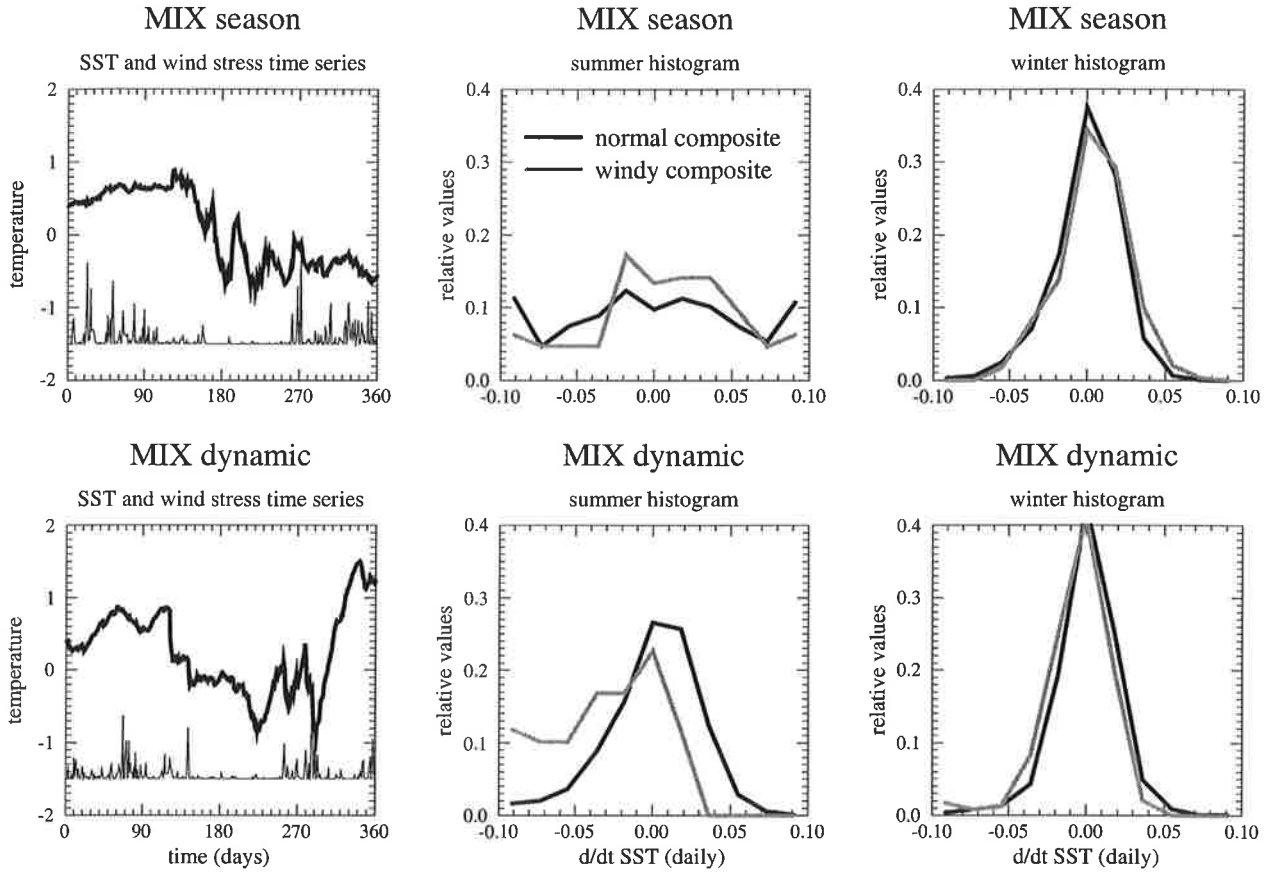 MIX season
SST and wind stress time series
temperature
2
1
0
-1
-2
0 90 180 270 360
MIX season
summer histogram
relative values
0.4
0.3
0.2
0.1
0.0
normal composite
windy composite
-0.10 -0.05 0.00 0.05 0.10
MIX season
winter histogram
relative values
0.4
0.3
0.2
0.1
0.0
-0.10 -0.05 0.00 0.05 0.10
MIX dynamic
SST and wind stress time series
temperature
2
1
0
-1
-2
0 90 180 270 360
time (days)
MIX dynamic
summer histogram
relative values
0.4
0.3
0.2
0.1
0.0
-0.10 -0.05 0.00 0.05 0.10
d/dt SST (daily)
MIX dynamic
winter histogram
relative values
0.4
0.3
0.2
0.1
0.0
-0.10 -0.05 0.00 0.05 0.10
d/dt SST (daily)